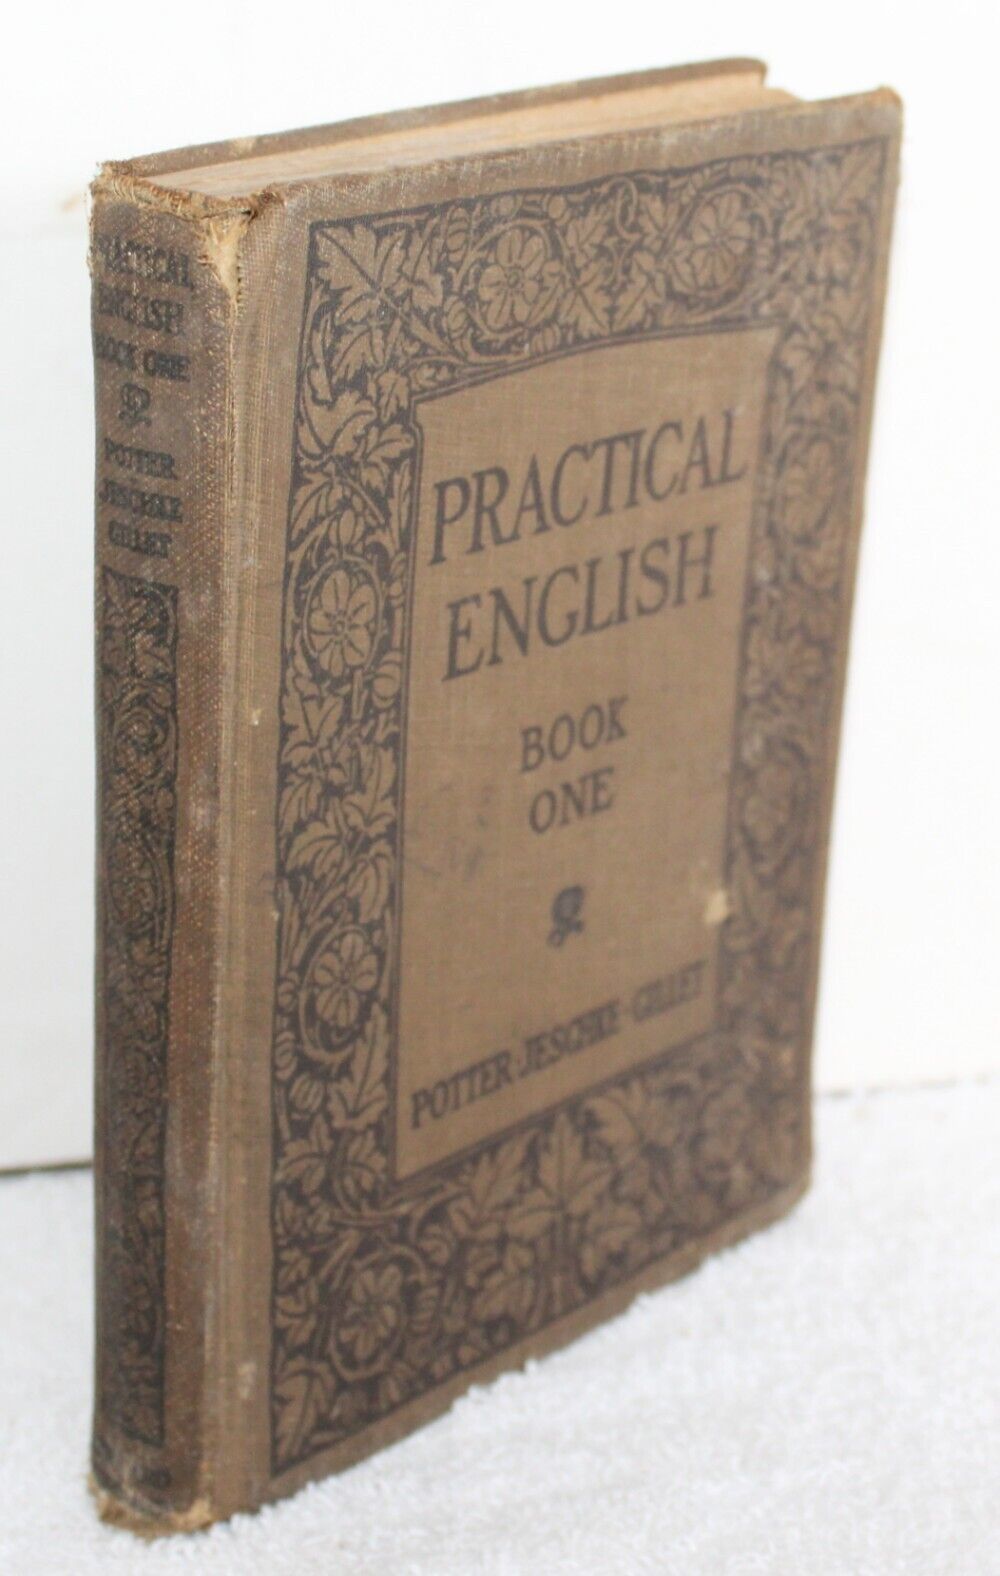 PRACTICAL
ENGLISH
BOOK ONE
POTTER
JESCHKE
GILLET
PRACTICAL
ENGLISH
BOOK
ONE
POTTER·JESCHKE·GILLET